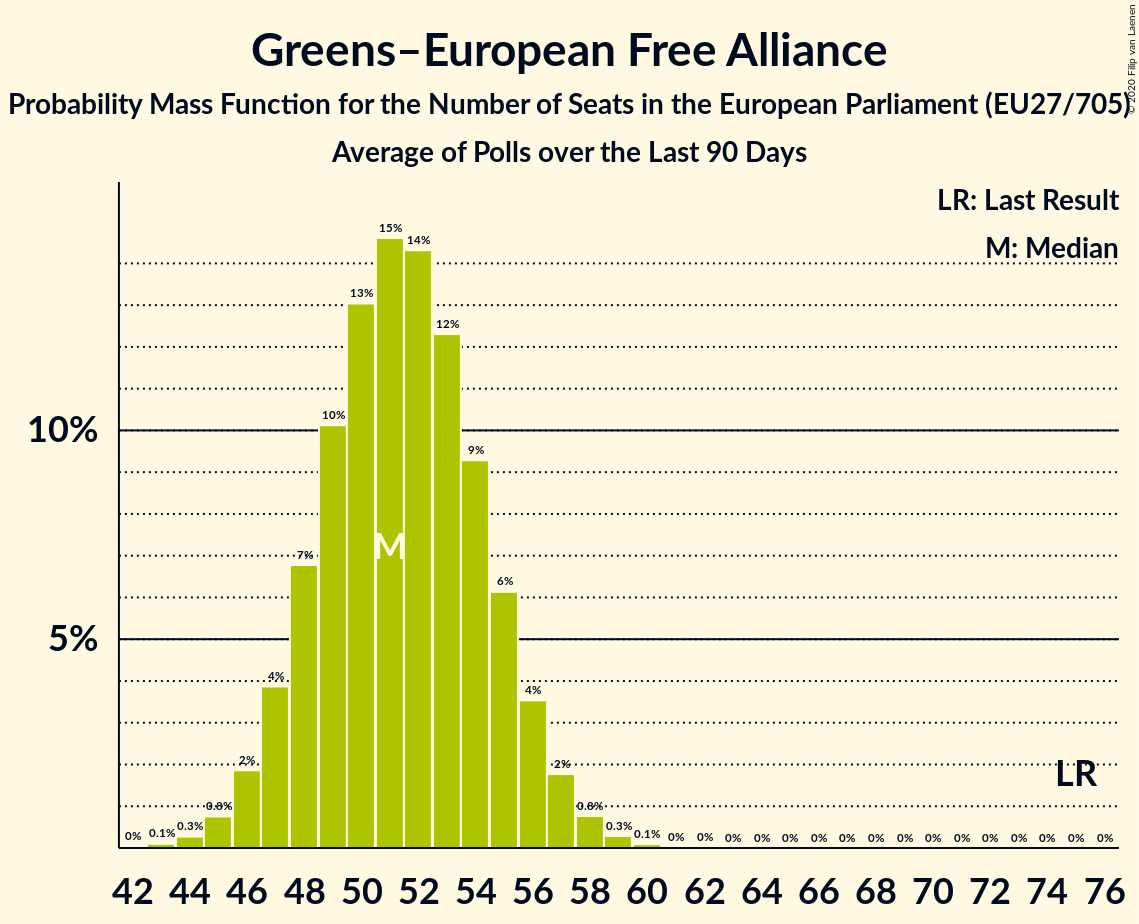 Greens–European Free Alliance
Probability Mass Function for the Number of Seats in the European Parliament (EU27/705)
Average of Polls over the Last 90 Days
© 2020 Filip van Laenen
LR: Last Result
M: Median
10%
5%
0% 0.1% 0.3% 0.8% 2% 4% 7% 10% 13% 15% 14% 12% 9% 6% 4% 2% 0.8% 0.3% 0.1% 0% 0% 0% 0% 0% 0% 0% 0% 0% 0% 0% 0% 0% 0% 0% 0%
M
LR
42 44 46 48 50 52 54 56 58 60 62 64 66 68 70 72 74 76